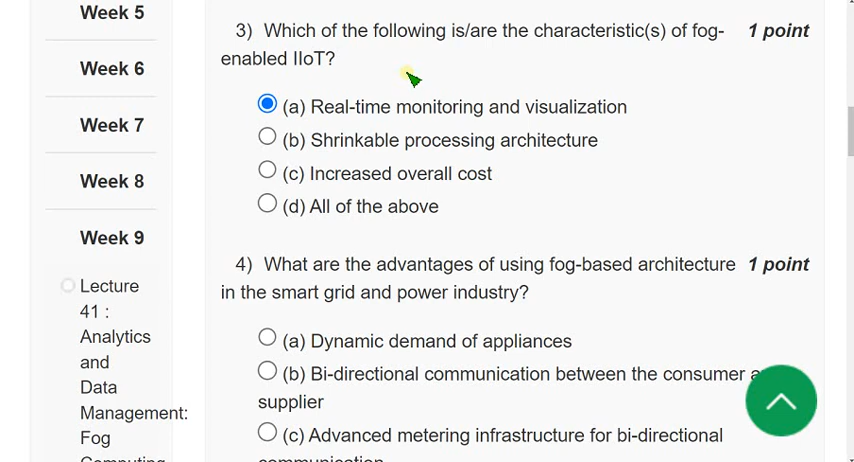 Week 5
Week 6
Week 7
Week 8
Week 9
Lecture
41 :
Analytics
and
Data
Management:
Fog
Computing
3) Which of the following is/are the characteristic(s) of fog- 1 point
enabled IIoT?
(a) Real-time monitoring and visualization
(b) Shrinkable processing architecture
(c) Increased overall cost
(d) All of the above
4) What are the advantages of using fog-based architecture 1 point
in the smart grid and power industry?
(a) Dynamic demand of appliances
(b) Bi-directional communication between the consumer
supplier
(c) Advanced metering infrastructure for bi-directional
communication